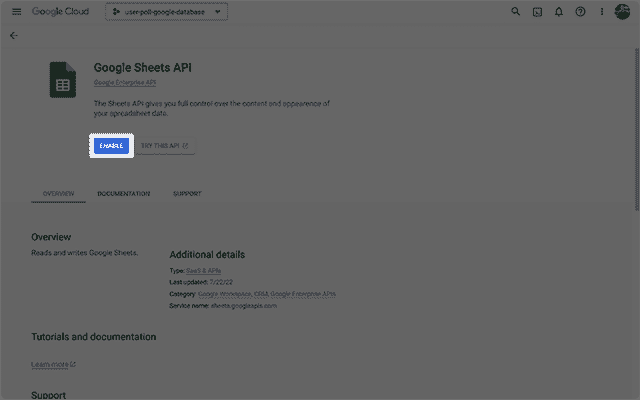 Google Cloud
user-poll-google-database
Google Sheets API
Google Enterprise API
The Sheets API gives you full control over the content and appearance of
your spreadsheet data.
ENABLE
TRY THIS API
OVERVIEW
DOCUMENTATION
SUPPORT
Overview
Reads and writes Google Sheets.
Additional details
Type: SaaS & APIs
Last updated: 7/22/22
Category: Google Workspace, CRM, Google Enterprise APIs
Service name: sheets.googleapis.com
Tutorials and documentation
Learn more
Support